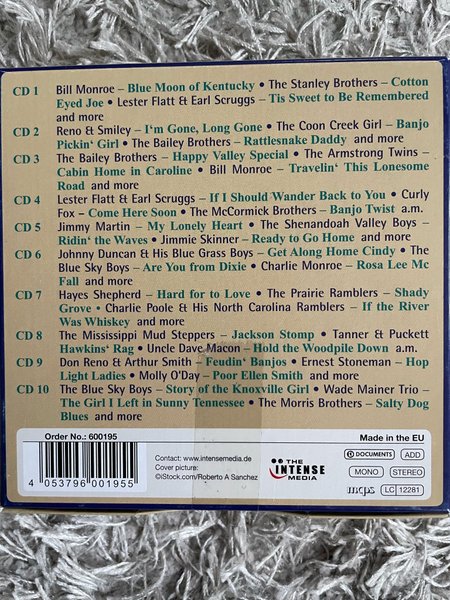 CD 1 Bill Monroe – Blue Moon of Kentucky • The Stanley Brothers – Cotton
Eyed Joe • Lester Flatt & Earl Scruggs – Tis Sweet to Be Remembered
and more
CD 2 Reno & Smiley – I'm Gone, Long Gone • The Coon Creek Girl – Banjo
Pickin' Girl • The Bailey Brothers – Rattlesnake Daddy and more
CD 3 The Bailey Brothers – Happy Valley Special • The Armstrong Twins –
Cabin Home in Caroline • Bill Monroe – Travelin' This Lonesome
Road and more
CD 4 Lester Flatt & Earl Scruggs – If I Should Wander Back to You • Curly
Fox – Come Here Soon • The McCormick Brothers – Banjo Twist a.m.
CD 5 Jimmy Martin – My Lonely Heart • The Shenandoah Valley Boys –
Ridin' the Waves • Jimmie Skinner – Ready to Go Home and more
CD 6 Johnny Duncan & His Blue Grass Boys – Get Along Home Cindy • The
Blue Sky Boys – Are You from Dixie • Charlie Monroe – Rosa Lee Mc
Fall and more
CD 7 Hayes Shepherd – Hard for to Love • The Prairie Ramblers – Shady
Grove • Charlie Poole & His North Carolina Ramblers – If the River
Was Whiskey and more
CD 8 The Mississippi Mud Steppers – Jackson Stomp • Tanner & Puckett
Hawkins' Rag • Uncle Dave Macon – Hold the Woodpile Down a.m.
CD 9 Don Reno & Arthur Smith – Feudin' Banjos • Ernest Stoneman – Hop
Light Ladies • Molly O'Day – Poor Ellen Smith and more
CD 10 The Blue Sky Boys – Story of the Knoxville Girl • Wade Mainer Trio –
The Girl I Left in Sunny Tennessee • The Morris Brothers – Salty Dog
Blues and more
Order No.: 600195
Made in the EU
4 053796 001955
Contact: www.intensemedia.de
Cover picture:
©iStock.com/Roberto A Sanchez
THE
INTENSE
MEDIA
DOCUMENTS ADD
MONO STEREO
mcps LC 12281